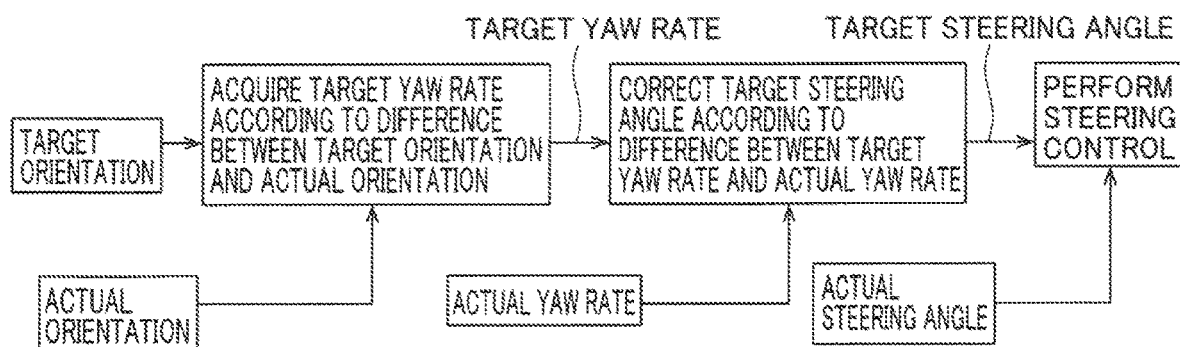 TARGET YAW RATE
TARGET STEERING ANGLE
TARGET
ORIENTATION
ACQUIRE TARGET YAW RATE
ACCORDING TO DIFFERENCE
BETWEEN TARGET ORIENTATION
AND ACTUAL ORIENTATION
CORRECT TARGET STEERING
ANGLE ACCORDING TO
DIFFERENCE BETWEEN TARGET
YAW RATE AND ACTUAL YAW RATE
PERFORM
STEERING
CONTROL
ACTUAL
ORIENTATION
ACTUAL YAW RATE
ACTUAL
STEERING ANGLE